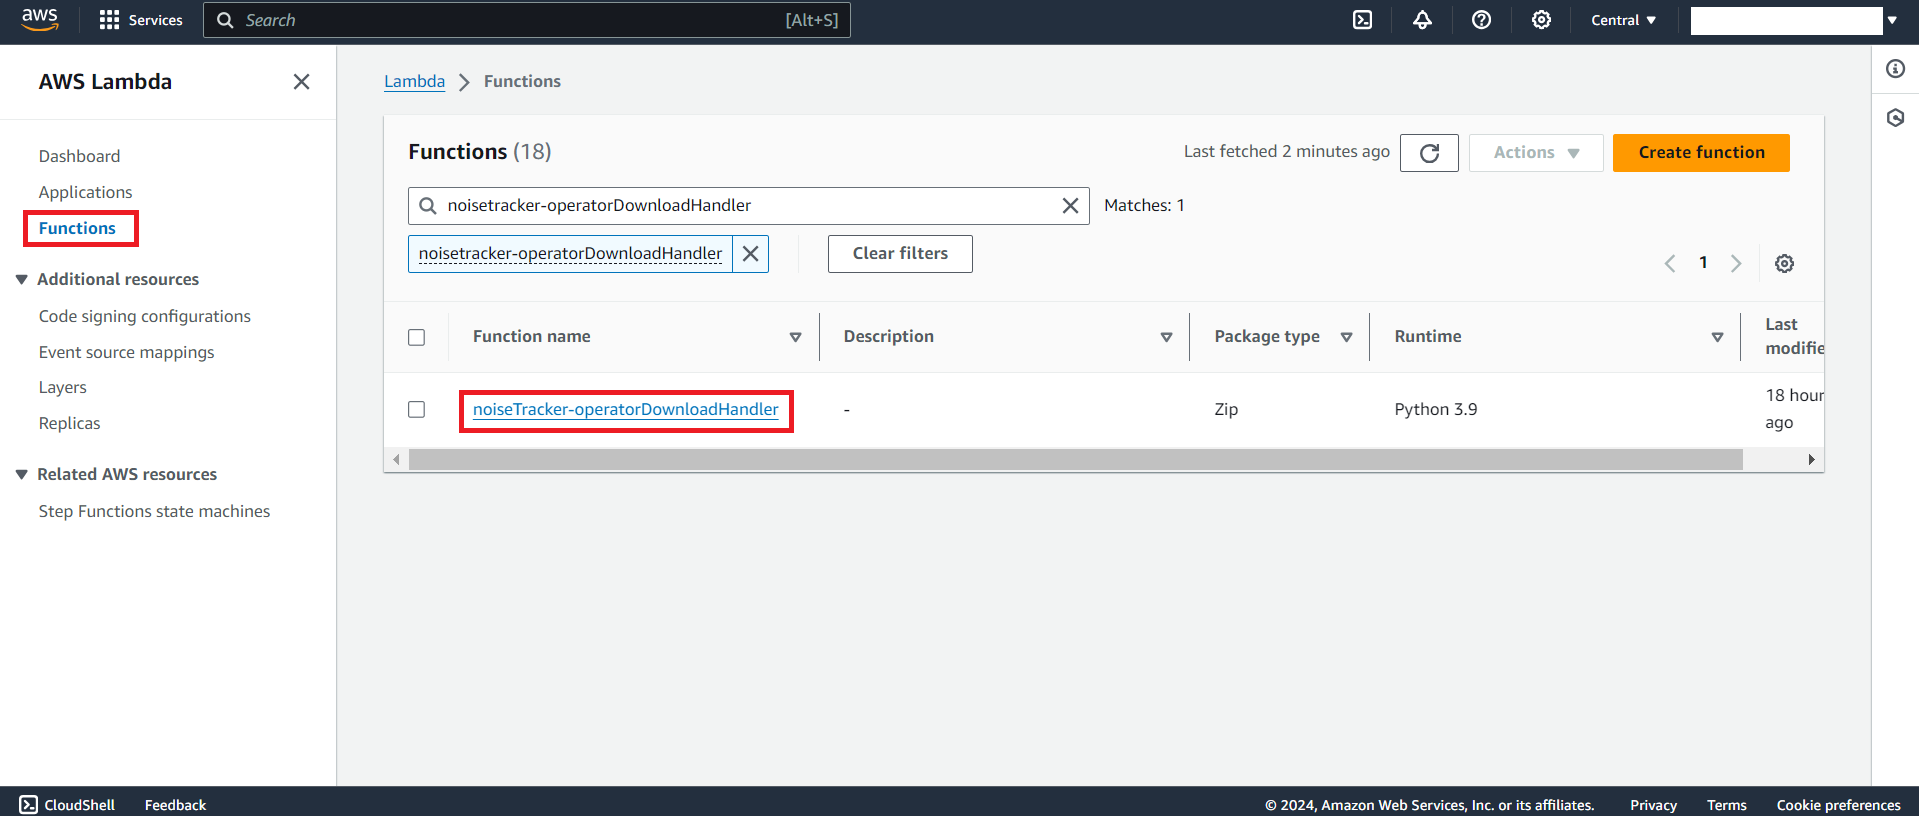 aws Services Search [Alt+S] Central
AWS Lambda
Dashboard
Applications
Functions
Additional resources
Code signing configurations
Event source mappings
Layers
Replicas
Related AWS resources
Step Functions state machines
Lambda Functions
Functions (18) Last fetched 2 minutes ago Actions Create function
noisetracker-operatorDownloadHandler Matches: 1
noisetracker-operatorDownloadHandler Clear filters
1
Function name Description Package type Runtime Last
modifie
noiseTracker-operatorDownloadHandler - Zip Python 3.9 18 hour
ago
CloudShell Feedback © 2024, Amazon Web Services, Inc. or its affiliates. Privacy Terms Cookie preferences